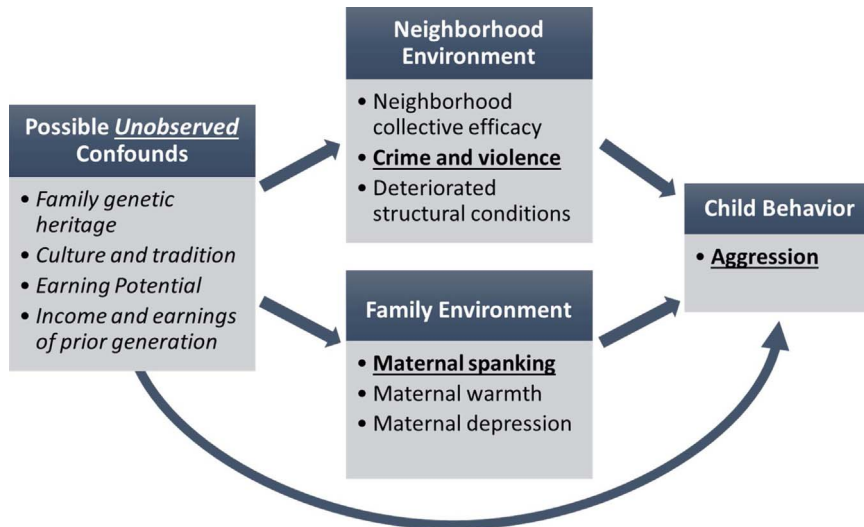 Neighborhood
Environment
• Neighborhood
collective efficacy
• Crime and violence
• Deteriorated
structural conditions
Possible Unobserved
Confounds
• Family genetic
heritage
• Culture and tradition
• Earning Potential
• Income and earnings
of prior generation
Family Environment
• Maternal spanking
• Maternal warmth
• Maternal depression
Child Behavior
• Aggression